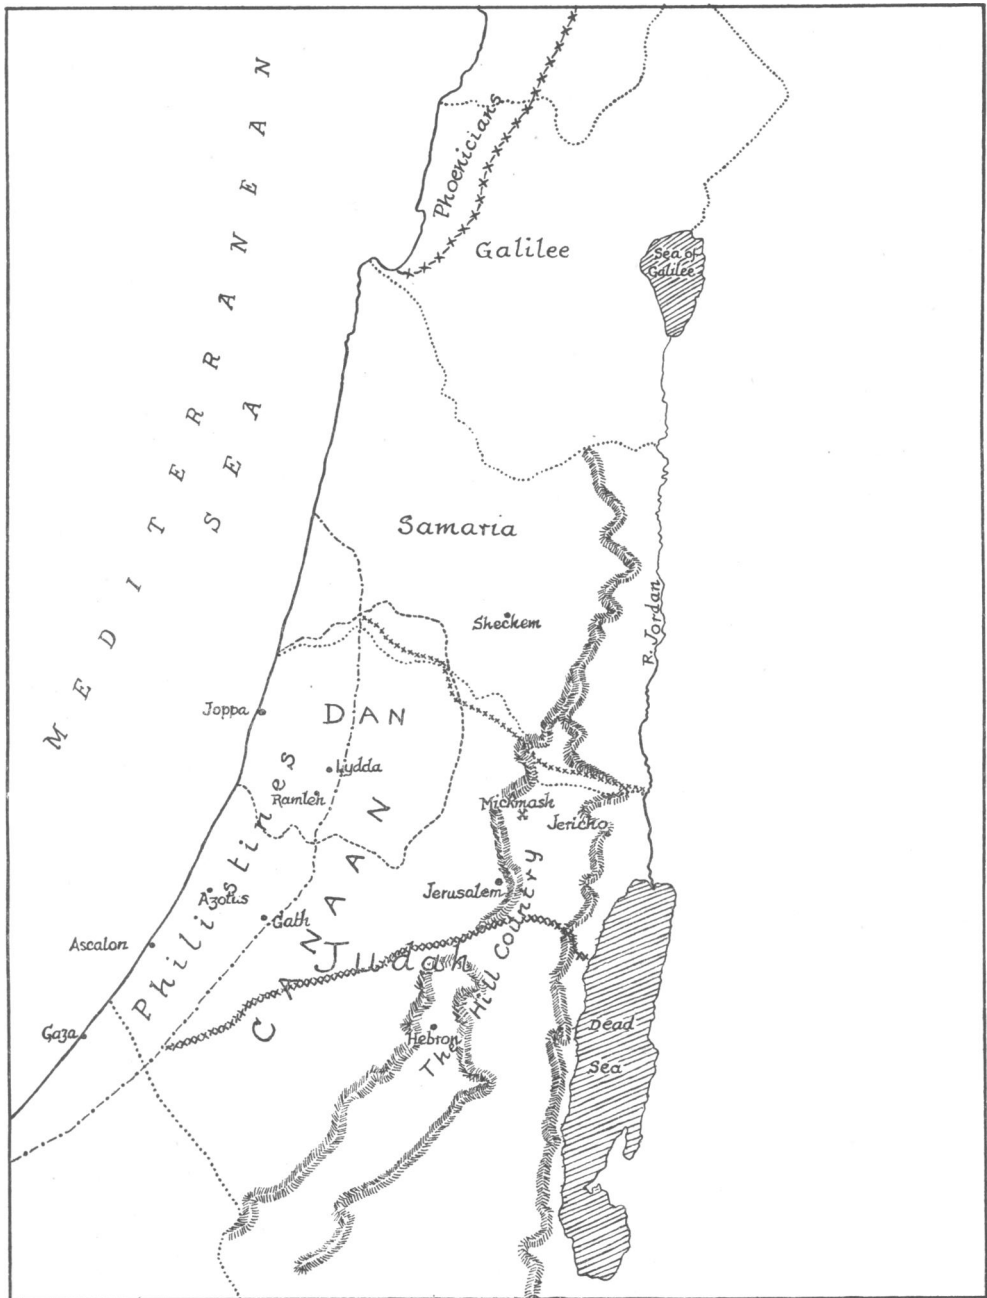 MEDITERRANEAN
SEA
Phoenicians
Galilee
Sea of
Galilee
Samaria
Shechem
R. Jordan
Joppa
DAN
Lydda
Ramleh
Mickmash
Jericho
Philistines
CANAAN
Azotus
Gath
Jerusalem
Ascalon
Judah
The Hill Country
Gaza
Hebron
Dead
Sea